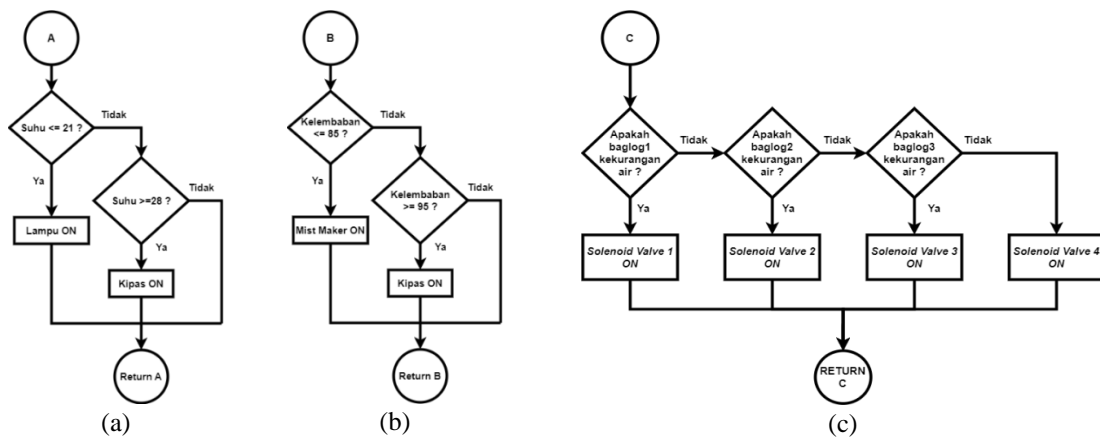 A
Suhu <= 21 ?
Tidak
Ya
Suhu >=28 ?
Tidak
Lampu ON
Ya
Kipas ON
Return A
(a)
B
Kelembaban
<= 85 ?
Tidak
Ya
Kelembaban
>= 95 ?
Tidak
Mist Maker ON
Ya
Kipas ON
Return B
(b)
C
Apakah
baglog1
kekurangan
air ?
Tidak
Apakah
baglog2
kekurangan
air ?
Tidak
Apakah
baglog3
kekurangan
air ?
Tidak
Ya
Ya
Ya
Solenoid Valve 1
ON
Solenoid Valve 2
ON
Solenoid Valve 3
ON
Solenoid Valve 4
ON
RETURN
C
(c)